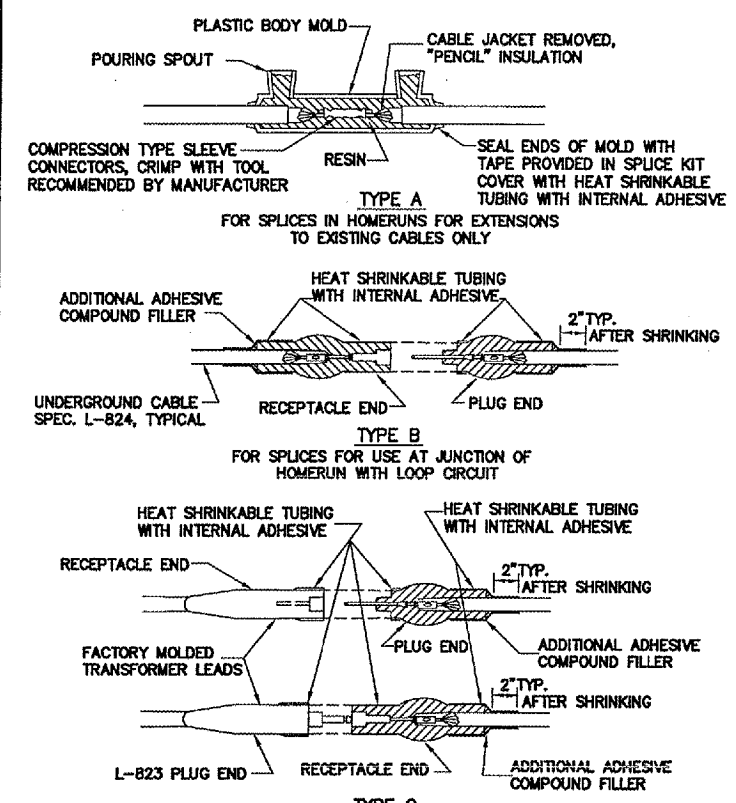 PLASTIC BODY MOLD
CABLE JACKET REMOVED,
"PENCIL" INSULATION
POURING SPOUT
COMPRESSION TYPE SLEEVE
CONNECTORS, CRIMP WITH TOOL
RECOMMENDED BY MANUFACTURER
RESIN
SEAL ENDS OF MOLD WITH
TAPE PROVIDED IN SPLICE KIT
COVER WITH HEAT SHRINKABLE
TUBING WITH INTERNAL ADHESIVE
TYPE A
FOR SPLICES IN HOMERUNS FOR EXTENSIONS
TO EXISTING CABLES ONLY
HEAT SHRINKABLE TUBING
WITH INTERNAL ADHESIVE
ADDITIONAL ADHESIVE
COMPOUND FILLER
2"TYP.
AFTER SHRINKING
UNDERGROUND CABLE
SPEC. L-824, TYPICAL
RECEPTACLE END
PLUG END
TYPE B
FOR SPLICES FOR USE AT JUNCTION OF
HOMERUN WITH LOOP CIRCUIT
HEAT SHRINKABLE TUBING
WITH INTERNAL ADHESIVE
HEAT SHRINKABLE TUBING
WITH INTERNAL ADHESIVE
RECEPTACLE END
2"TYP.
AFTER SHRINKING
FACTORY MOLDED
TRANSFORMER LEADS
PLUG END
ADDITIONAL ADHESIVE
COMPOUND FILLER
2"TYP.
AFTER SHRINKING
L-823 PLUG END
RECEPTACLE END
ADDITIONAL ADHESIVE
COMPOUND FILLER
TYPE